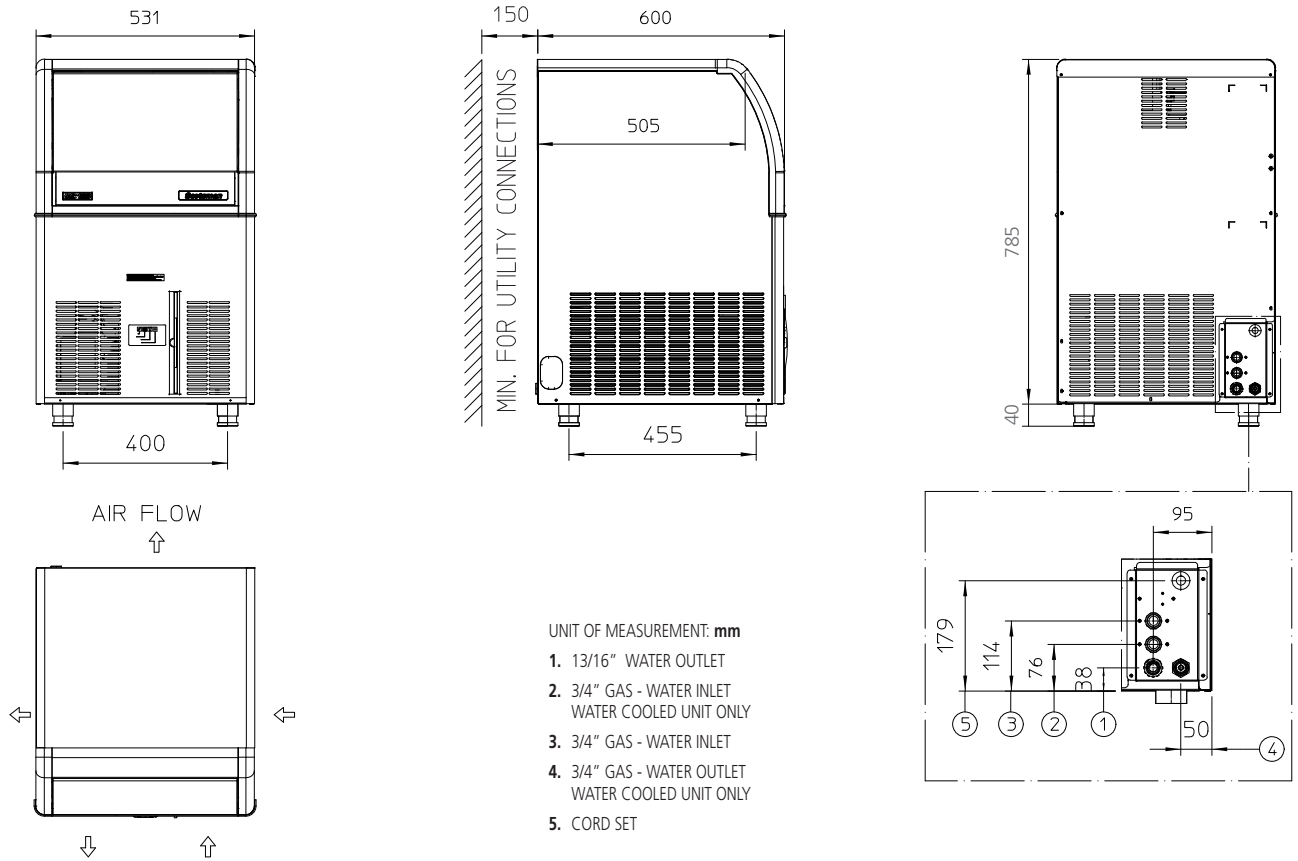 531
150
600
505
MIN. FOR UTILITY CONNECTIONS
785
40
400
455
AIR FLOW
95
179
114
76
38
5
3
2
1
50
4
UNIT OF MEASUREMENT: mm
1. 13/16" WATER OUTLET
2. 3/4" GAS - WATER INLET
WATER COOLED UNIT ONLY
3. 3/4" GAS - WATER INLET
4. 3/4" GAS - WATER OUTLET
WATER COOLED UNIT ONLY
5. CORD SET